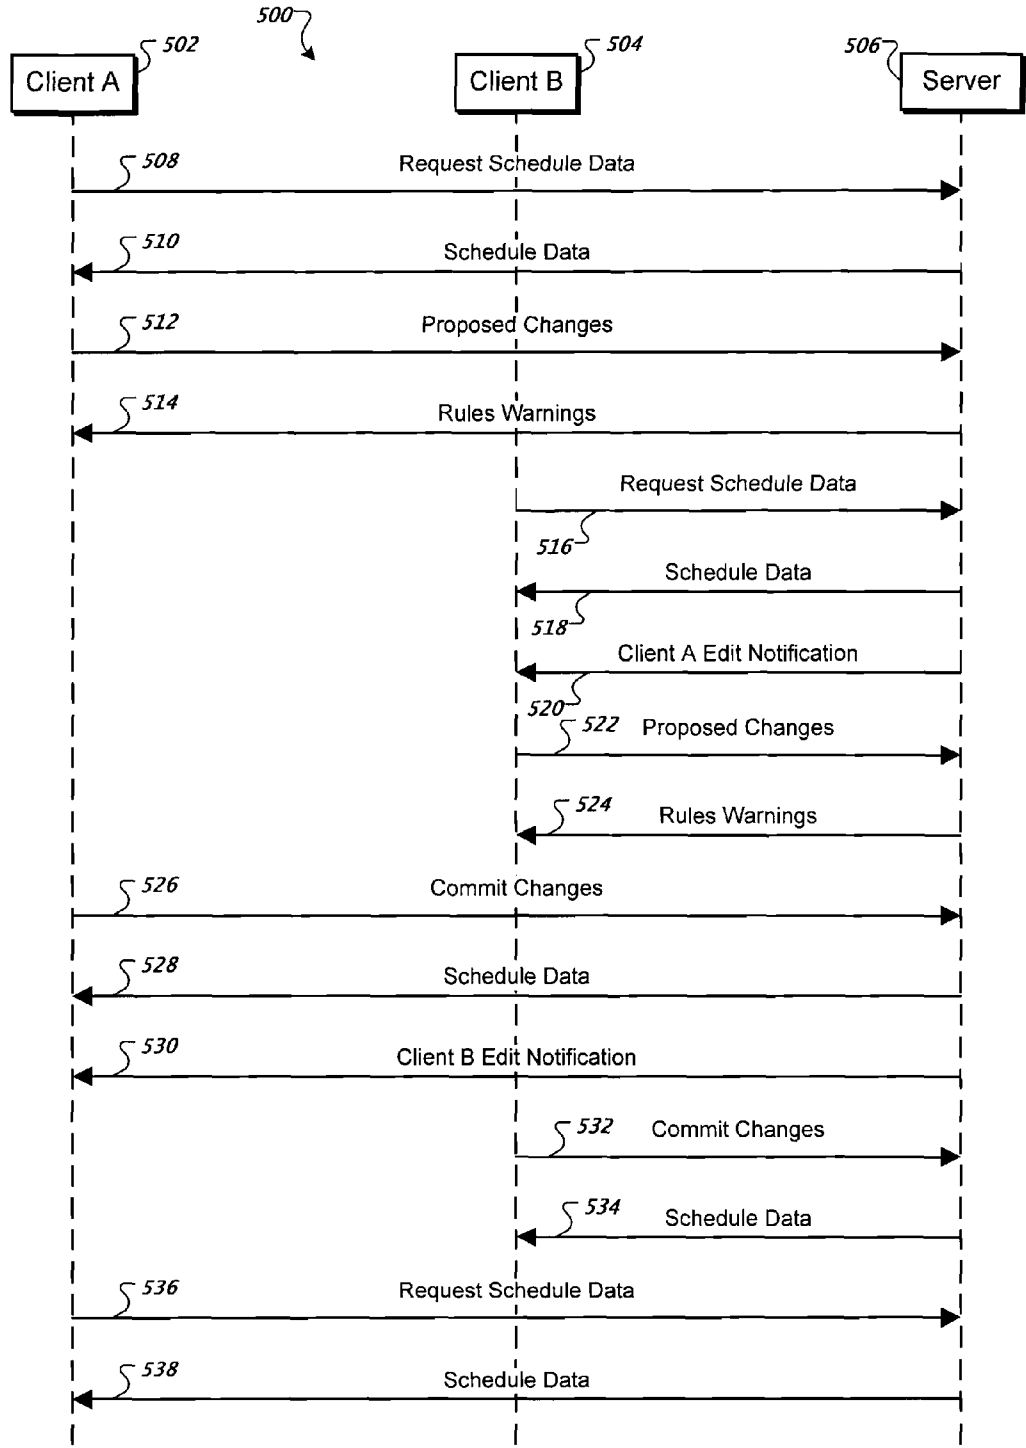 500
502
504
506
Client A
Client B
Server
508
Request Schedule Data
510
Schedule Data
512
Proposed Changes
514
Rules Warnings
Request Schedule Data
516
Schedule Data
518
Client A Edit Notification
520
522
Proposed Changes
524
Rules Warnings
526
Commit Changes
528
Schedule Data
530
Client B Edit Notification
532
Commit Changes
534
Schedule Data
536
Request Schedule Data
538
Schedule Data